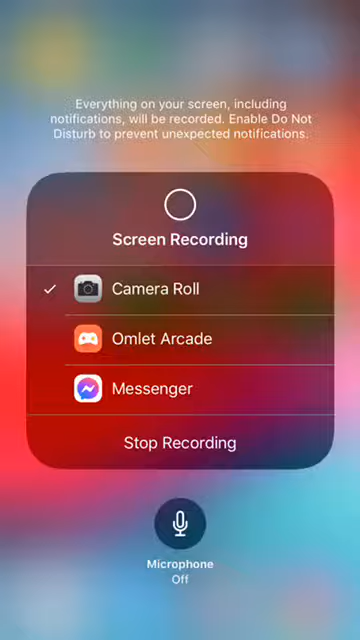 Everything on your screen, including
notifications, will be recorded. Enable Do Not
Disturb to prevent unexpected notifications.
Screen Recording
Camera Roll
Omlet Arcade
Messenger
Stop Recording
Microphone
Off